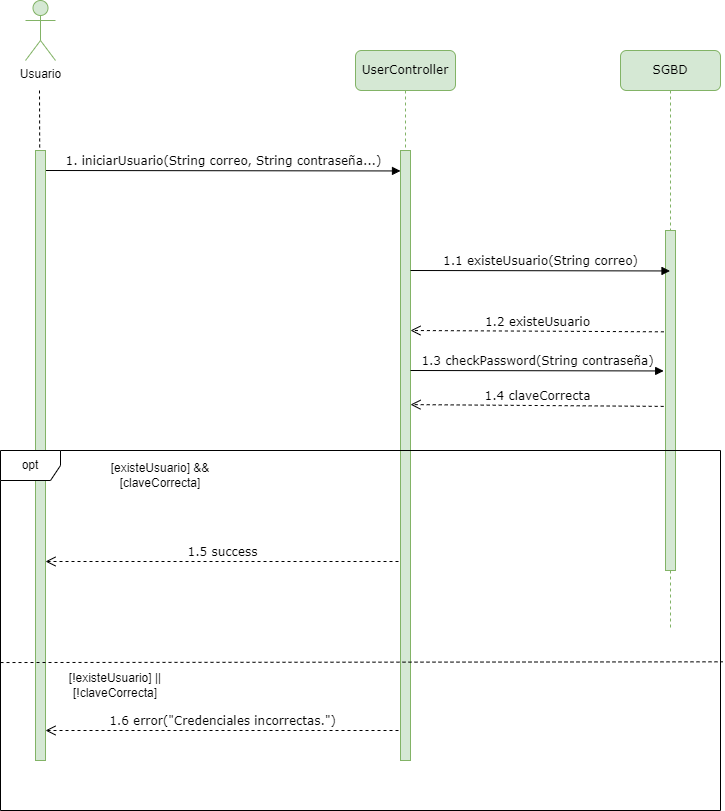 Usuario
UserController
SGBD
1. iniciarUsuario(String correo, String contraseña...)
1.1 existeUsuario(String correo)
1.2 existeUsuario
1.3 checkPassword(String contraseña)
1.4 claveCorrecta
opt
[existeUsuario] &&
[claveCorrecta]
1.5 success
[!existeUsuario] ||
[!claveCorrecta]
1.6 error("Credenciales incorrectas.")